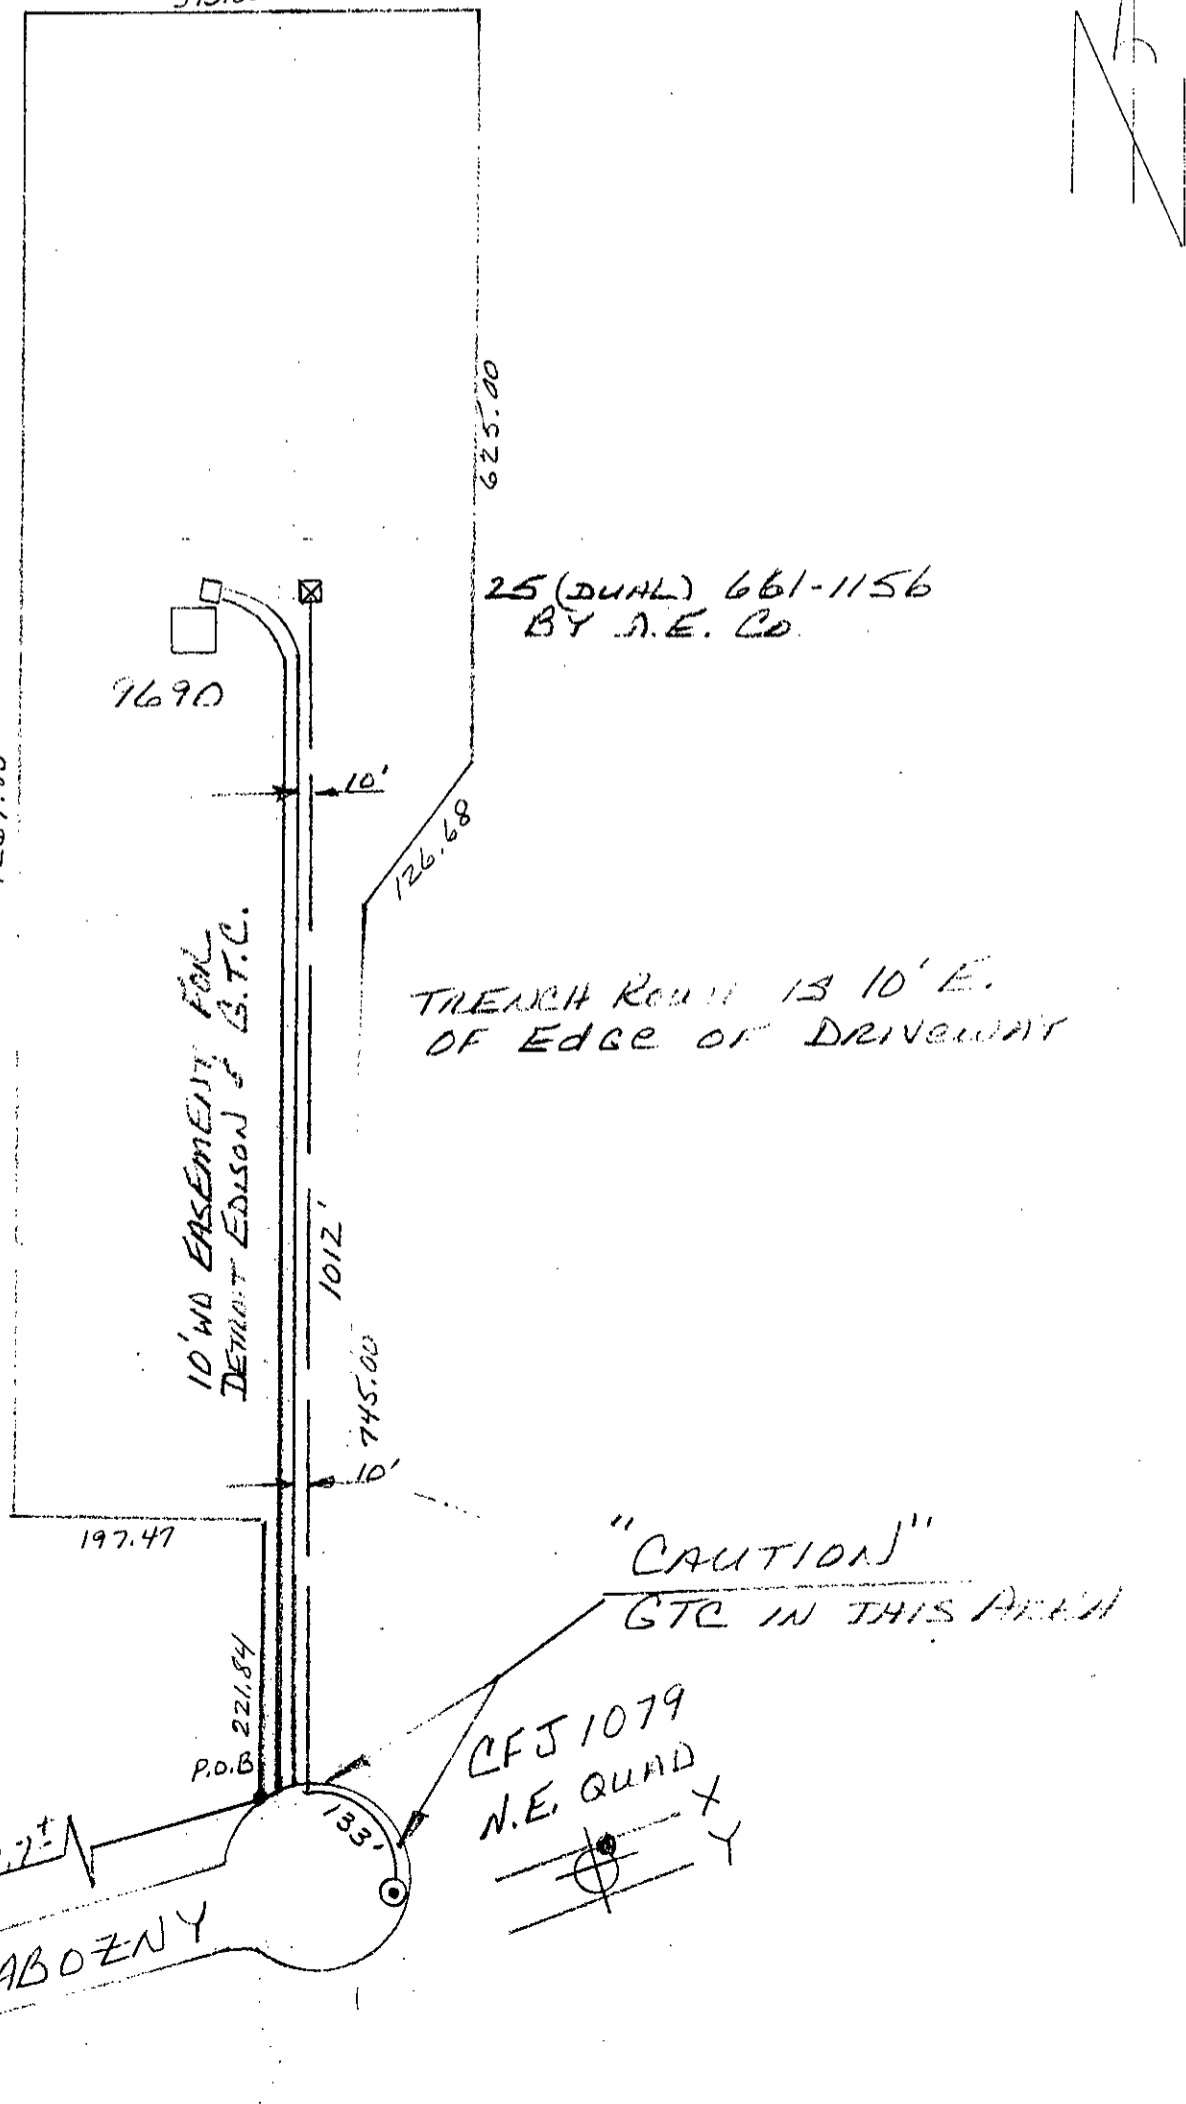 N
625.00
25 (DUAL) 661-1156
BY D.E. CO.
9690
10'
126.68
10' WD EASEMENT FOR
DETROIT EDISON & G.T.C.
TRENCH IS 10' E.
OF EdGe OF DRIVEWAY
1012'
745.00
10'
197.47
"CAUTION"
GTC IN THIS AREA
221.84
P.O.B
CFJ 1079
N.E. QUAD
X
Y
133'
ABOZNY